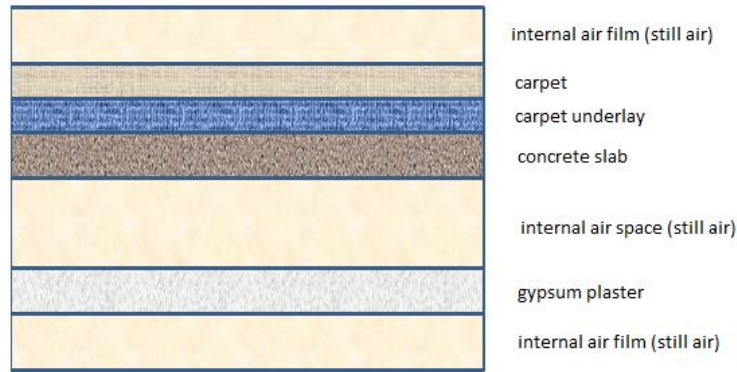 internal air film (still air)
carpet
carpet underlay
concrete slab
internal air space (still air)
gypsum plaster
internal air film (still air)